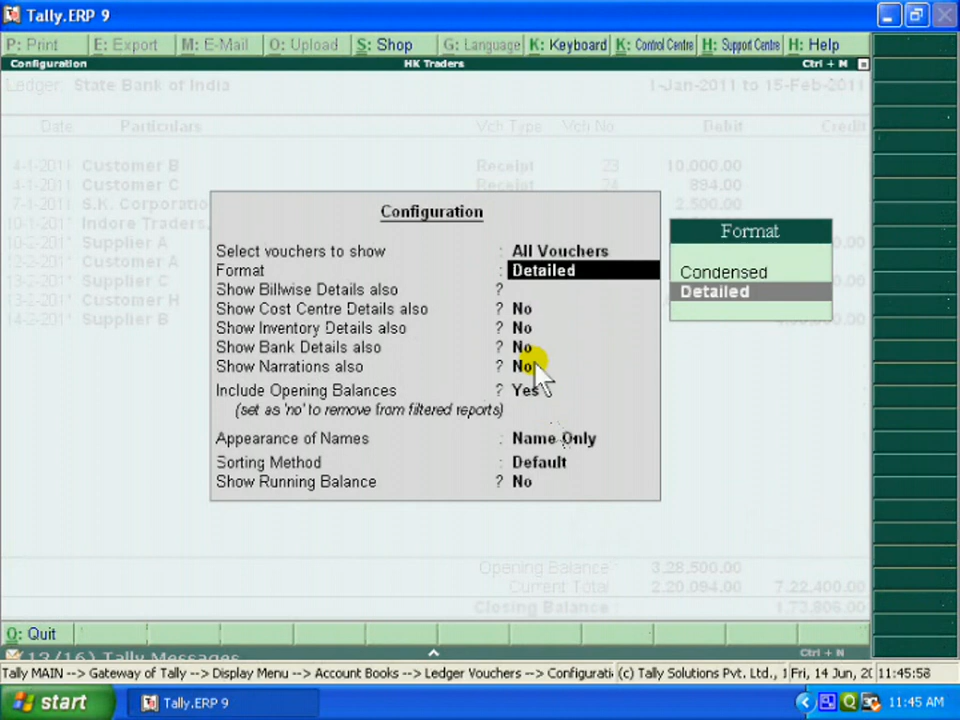 Tally.ERP 9
P: Print E: Export M: E-Mail O: Upload S: Shop G: Language K: Keyboard K: Control Centre H: Support Centre H: Help
Configuration HK Traders Ctrl + M
Ledger: State Bank of India 1-Jan-2011 to 15-Feb-2011
Date Particulars Vch Type Vch No. Debit Credit
4-1-2011 Customer B Receipt 23 10,000.00
4-1-2011 Customer C Receipt 24 894.00
7-1-2011 S.K. Corporatio 2,500.00
10-1-2011 Indore Traders,
10-2-2011 Supplier A
12-2-2011 Customer A
13-2-2011 Supplier C
13-2-2011 Customer H
14-2-2011 Supplier B
Configuration
Select vouchers to show : All Vouchers
Format : Detailed
Show Billwise Details also ?
Show Cost Centre Details also ? No
Show Inventory Details also ? No
Show Bank Details also ? No
Show Narrations also ? No
Include Opening Balances ? Yes
(set as 'no' to remove from filtered reports)
Appearance of Names : Name Only
Sorting Method : Default
Show Running Balance ? No
Format
Condensed
Detailed
Opening Balance : 3,28,500.00
Current Total : 2,20,094.00 7,22,400.00
Closing Balance : 1,73,806.00
Q: Quit
(13/16) Tally Messages Ctrl + N
Tally MAIN --> Gateway of Tally --> Display Menu --> Account Books --> Ledger Vouchers --> Configurati (c) Tally Solutions Pvt. Ltd., 1 Fri, 14 Jun, 20 11:45:58
start Tally.ERP 9 11:45 AM